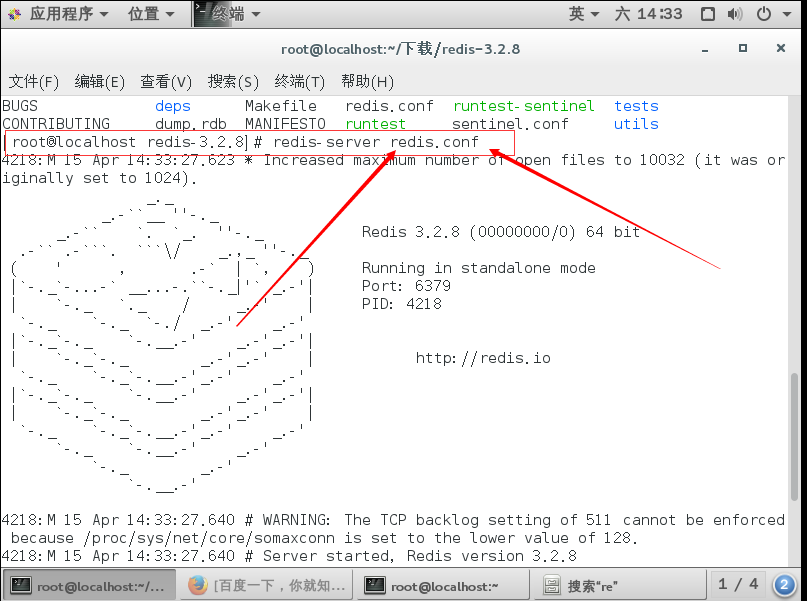 应用程序 位置 终端 英 六 14:33
root@localhost:~/下载/redis-3.2.8
文件(F) 编辑(E) 查看(V) 搜索(S) 终端(T) 帮助(H)
BUGS deps Makefile redis.conf runtest-sentinel tests
CONTRIBUTING dump.rdb MANIFESTO runtest sentinel.conf utils
[root@localhost redis-3.2.8]# redis-server redis.conf
4218:M 15 Apr 14:33:27.623 * Increased maximum number of open files to 10032 (it was or
iginally set to 1024).
Redis 3.2.8 (00000000/0) 64 bit
Running in standalone mode
Port: 6379
PID: 4218
http://redis.io
4218:M 15 Apr 14:33:27.640 # WARNING: The TCP backlog setting of 511 cannot be enforced
because /proc/sys/net/core/somaxconn is set to the lower value of 128.
4218:M 15 Apr 14:33:27.640 # Server started, Redis version 3.2.8
root@localhost:~/... [百度一下，你就知... root@localhost:~ 搜索“re” 1 / 4 2